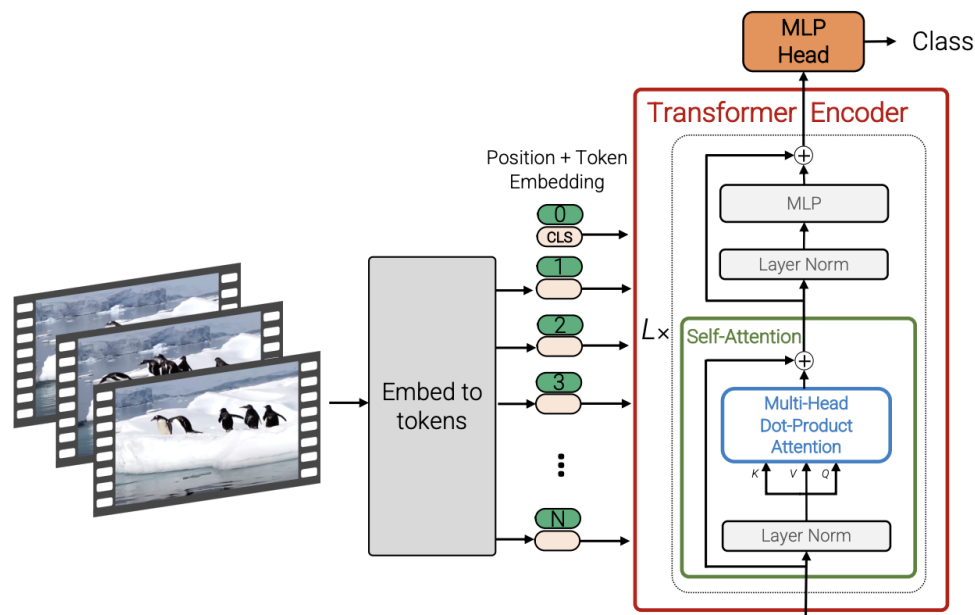 MLP
Head
Class
Transformer Encoder
Position + Token
Embedding
0
CLS
1
2
3
N
Embed to
tokens
L×
MLP
Layer Norm
Self-Attention
Multi-Head
Dot-Product
Attention
K V Q
Layer Norm